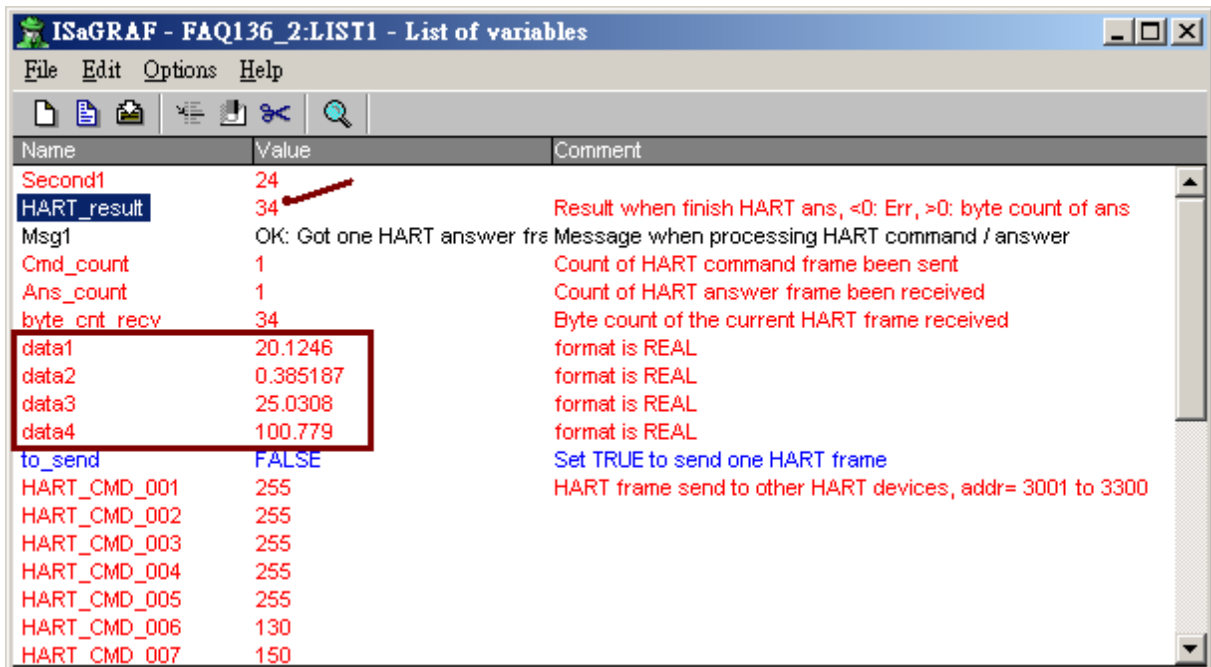 ISaGRAF - FAQ136_2:LIST1 - List of variables
File Edit Options Help
Name Value Comment
Second1 24
HART_result 34 Result when finish HART ans, <0: Err, >0: byte count of ans
Msg1 OK: Got one HART answer fra Message when processing HART command / answer
Cmd_count 1 Count of HART command frame been sent
Ans_count 1 Count of HART answer frame been received
byte_cnt_recv 34 Byte count of the current HART frame received
data1 20.1246 format is REAL
data2 0.385187 format is REAL
data3 25.0308 format is REAL
data4 100.779 format is REAL
to_send FALSE Set TRUE to send one HART frame
HART_CMD_001 255 HART frame send to other HART devices, addr= 3001 to 3300
HART_CMD_002 255
HART_CMD_003 255
HART_CMD_004 255
HART_CMD_005 255
HART_CMD_006 130
HART_CMD_007 150